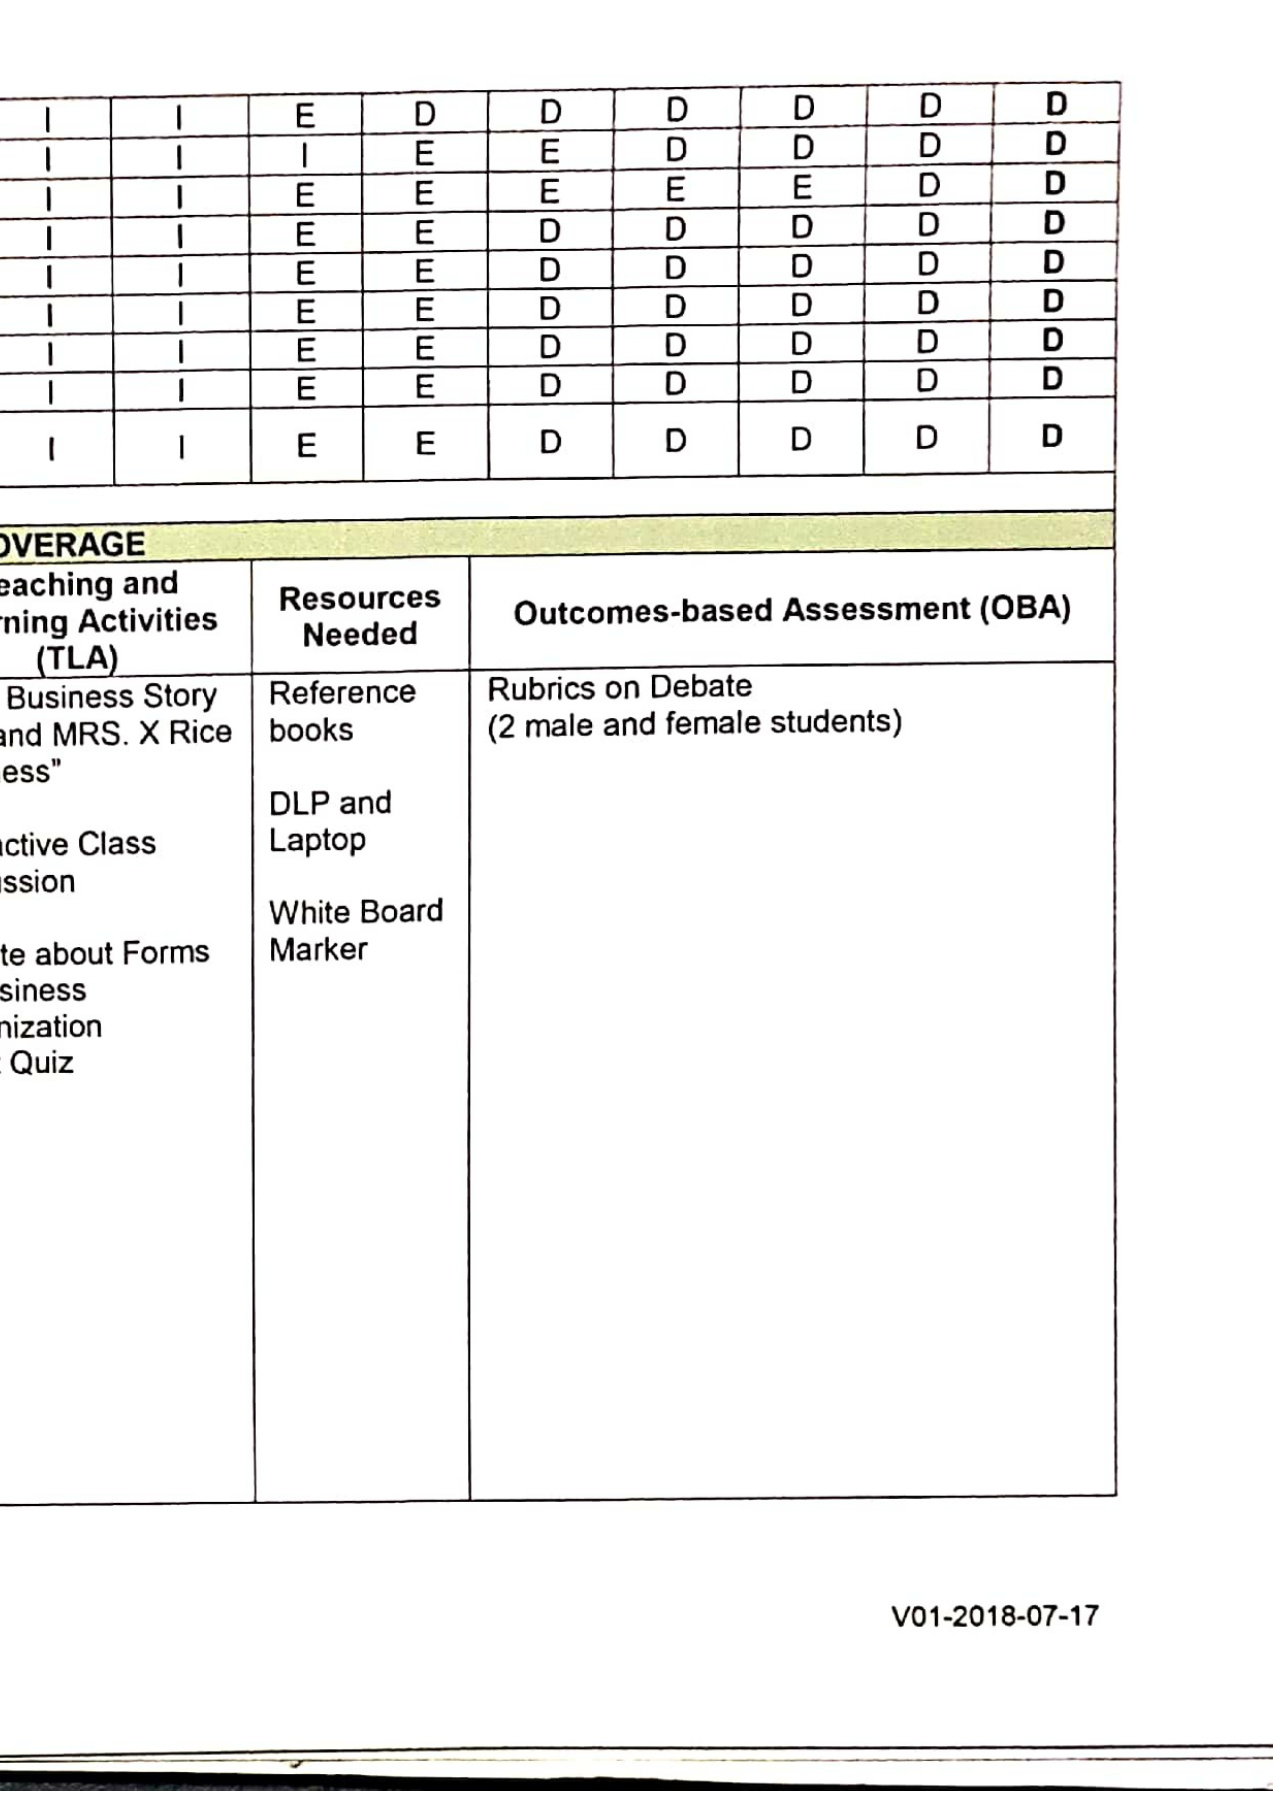 I I E D D D D D D
I I I E E D D D D
I I E E E E E D D
I I E E D D D D D
I I E E D D D D D
I I E E D D D D D
I I E E D D D D D
I I E E D D D D D
I I E E D D D D D
OVERAGE
eaching and
rning Activities
(TLA)
Resources
Needed
Outcomes-based Assessment (OBA)
Business Story
and MRS. X Rice
ess"
active Class
ussion
te about Forms
siness
nization
t Quiz
Reference
books
DLP and
Laptop
White Board
Marker
Rubrics on Debate
(2 male and female students)
V01-2018-07-17